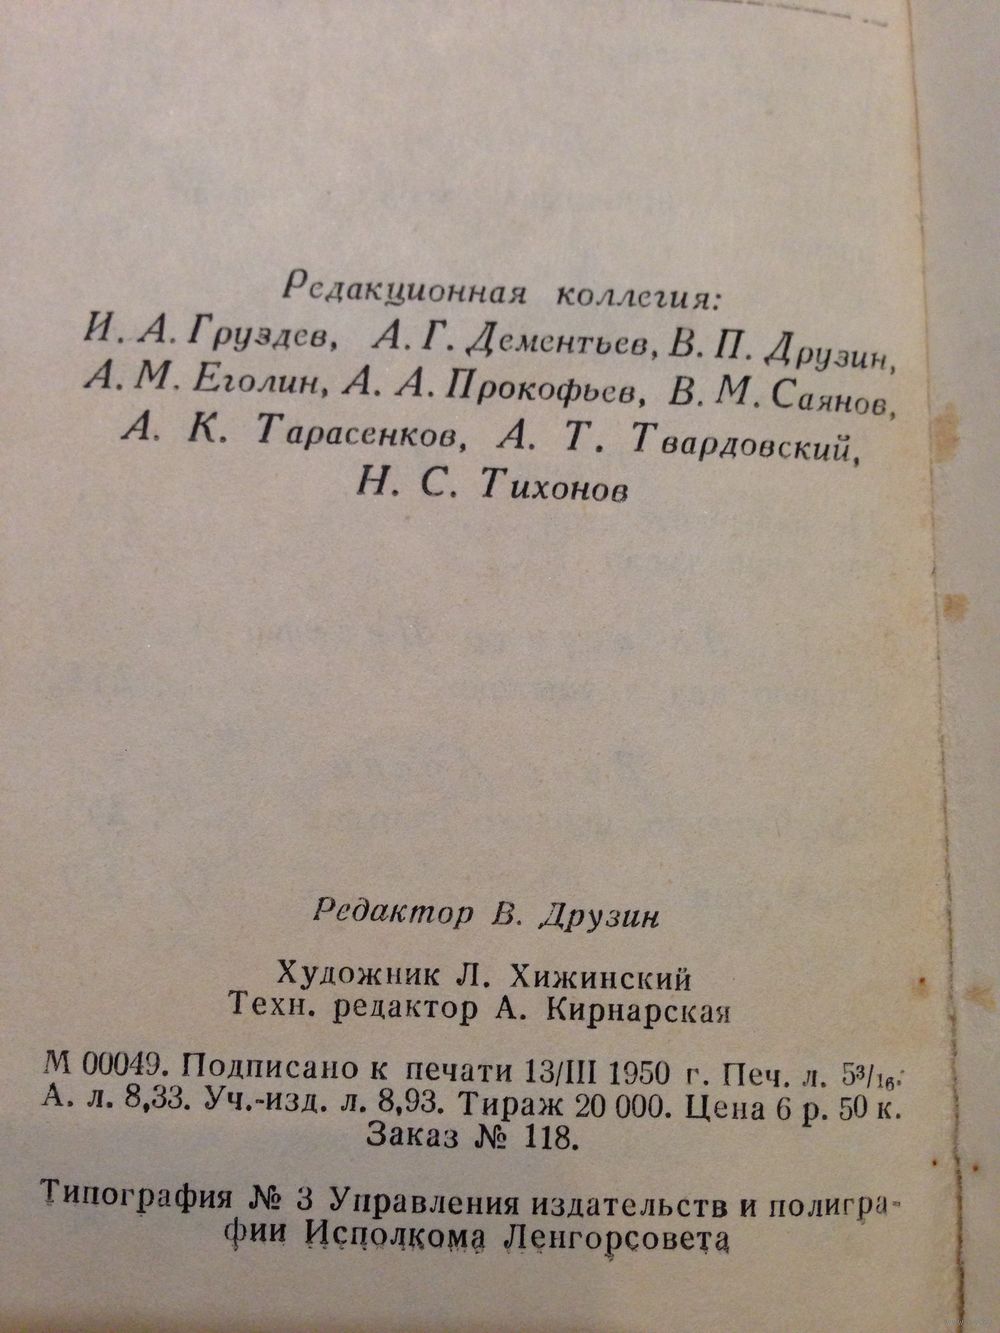 Редакционная коллегия:
И. А. Груздев, А. Г. Дементьев, В. П. Друзин,
А. М. Еголин, А. А. Прокофьев, В. М. Саянов,
А. К. Тарасенков, А. Т. Твардовский,
Н. С. Тихонов
Редактор В. Друзин
Художник Л. Хижинский
Техн. редактор А. Кирнарская
М 00049. Подписано к печати 13/III 1950 г. Печ. л. 5³/₁₆.
А. л. 8,33. Уч.-изд. л. 8,93. Тираж 20 000. Цена 6 р. 50 к.
Заказ № 118.
Типография № 3 Управления издательств и полигра-
фии Исполкома Ленгорсовета